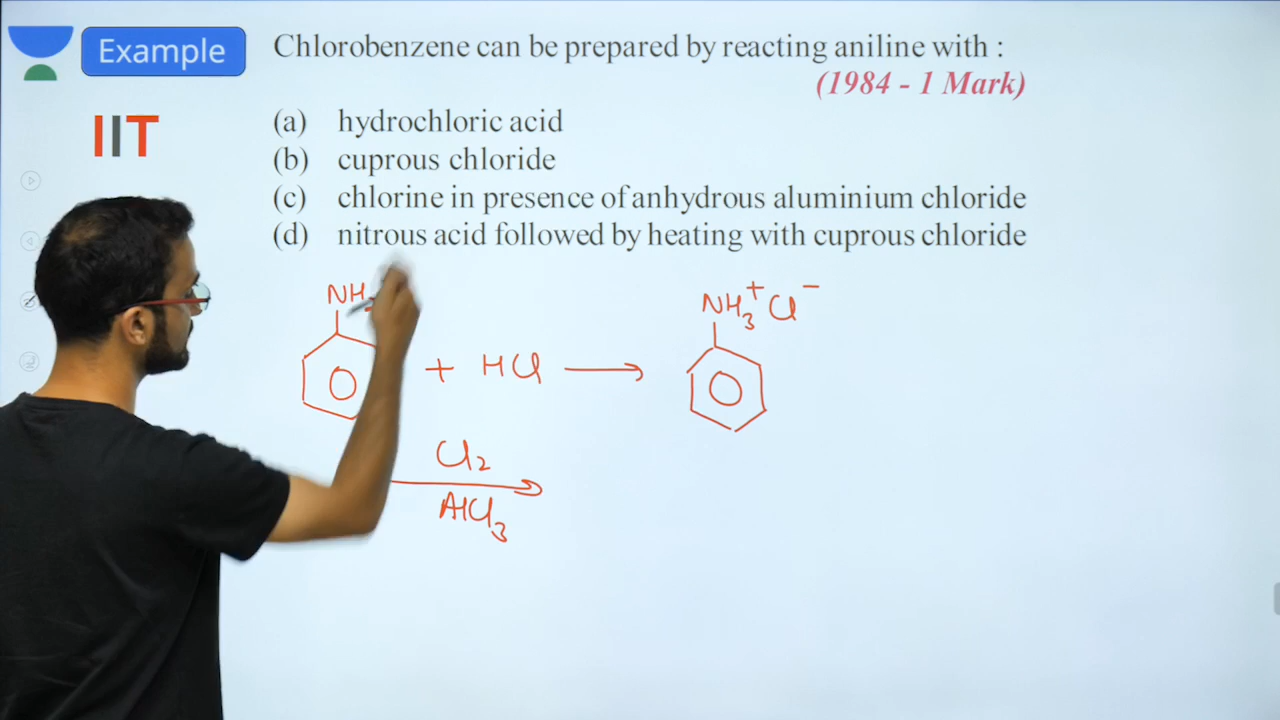 Example
Chlorobenzene can be prepared by reacting aniline with :
(1984 - 1 Mark)
IIT
(a) hydrochloric acid
(b) cuprous chloride
(c) chlorine in presence of anhydrous aluminium chloride
(d) nitrous acid followed by heating with cuprous chloride
NH
NH₃⁺ Cl⁻
+ HCl
Cl₂
AlCl₃